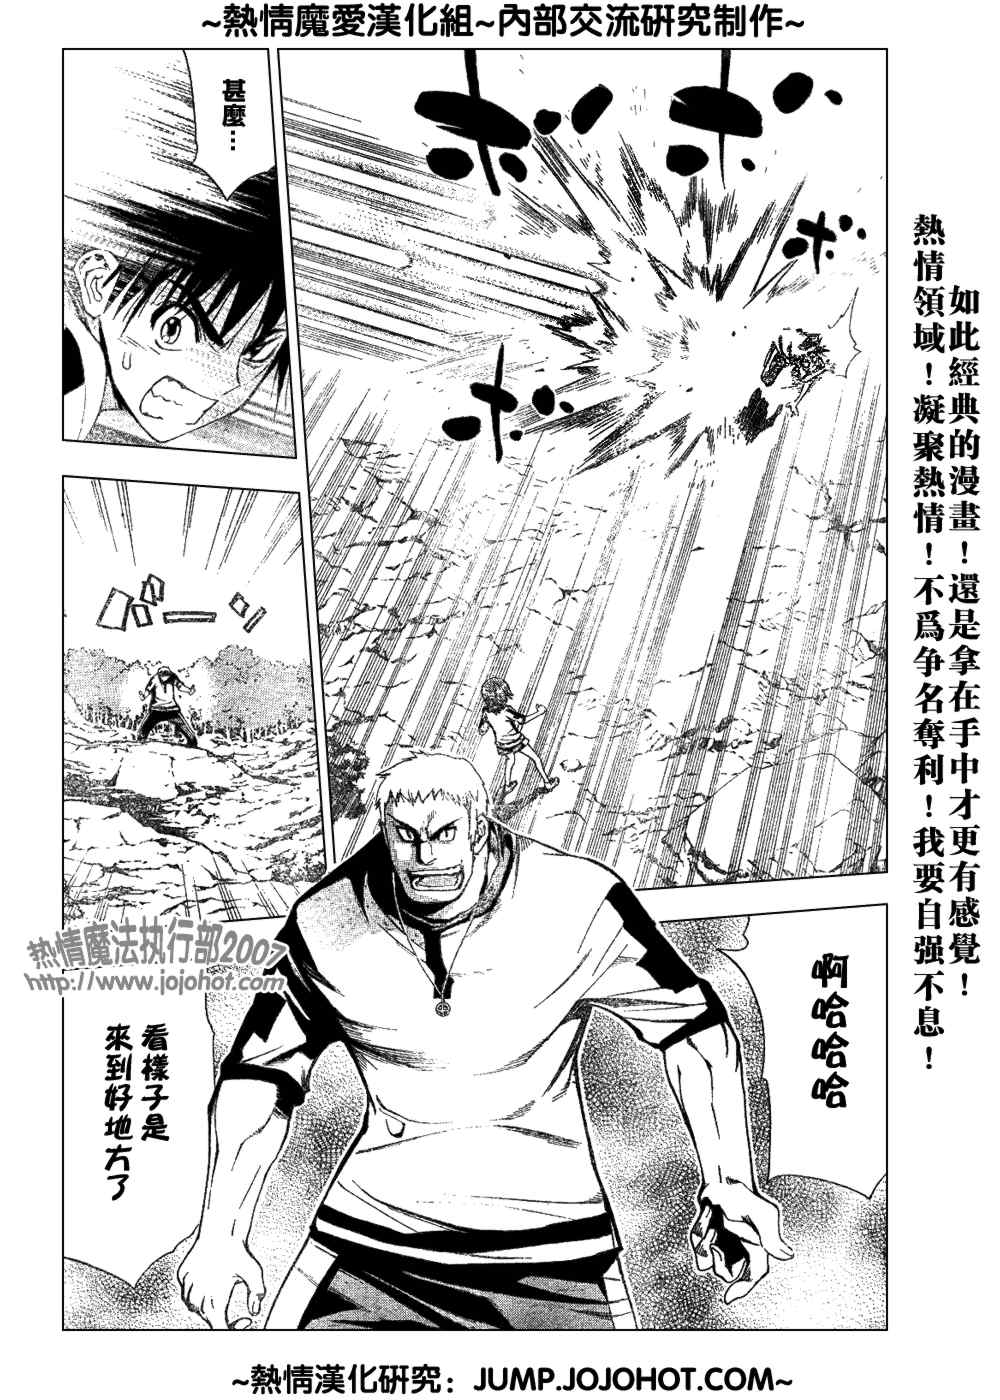 ~熱情魔愛漢化組~內部交流研究制作~
ボボ
ボ
ボ
甚麼…
如此經典的漫畫！還是拿在手中才更有感覺！
熱情領域！凝聚熱情！不爲争名奪利！我要自强不息！
ローン
啊哈哈哈
看樣子是
來到好地方了
熱情魔法执行部2007
http://www.jojohot.com
~熱情漢化研究：JUMP.JOJOHOT.COM~